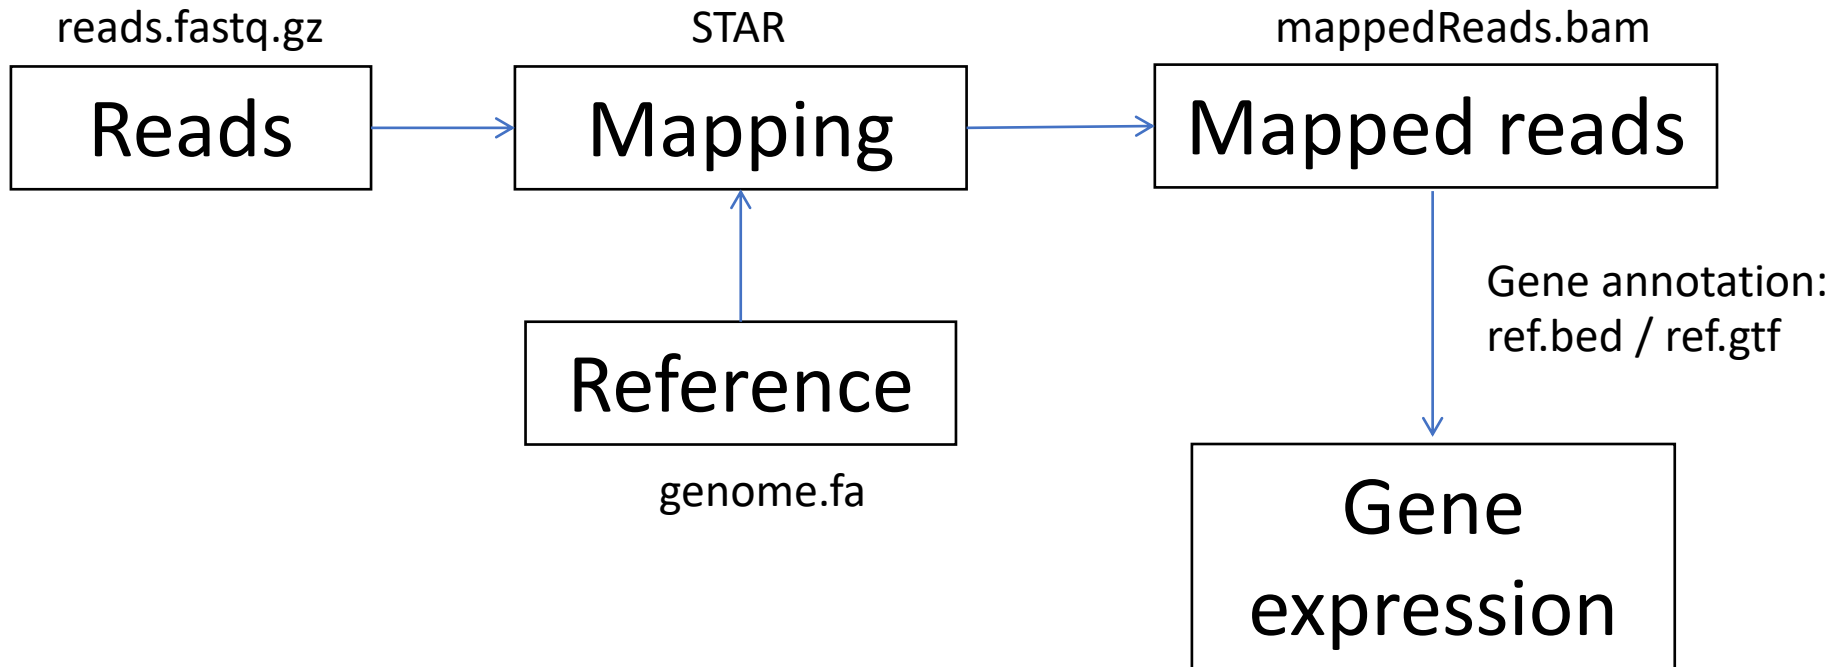 reads.fastq.gz
STAR
mappedReads.bam
Reads
Mapping
Mapped reads
Gene annotation:
ref.bed / ref.gtf
Reference
genome.fa
Gene
expression